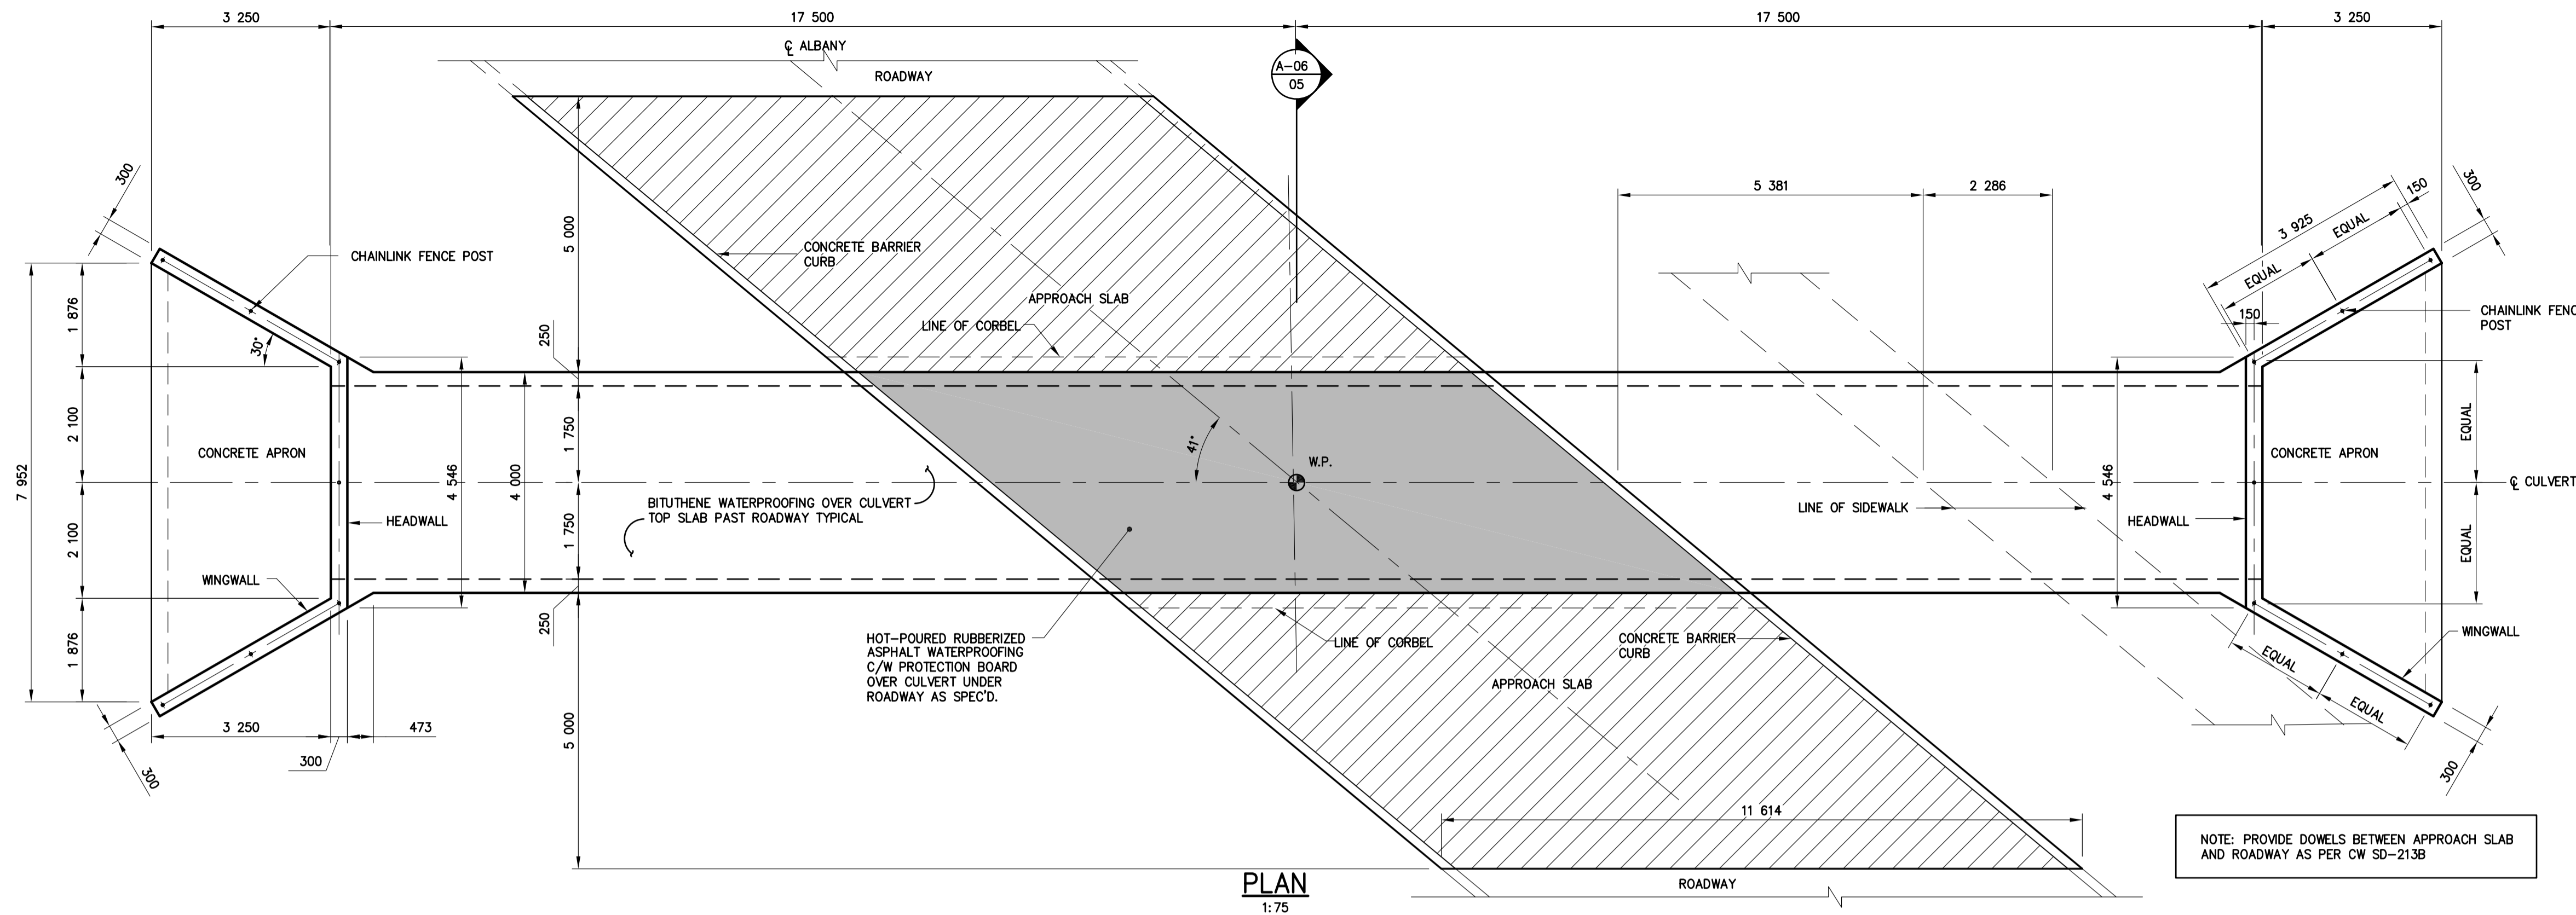 3 250
17 500
17 500
3 250
℄ ALBANY
ROADWAY
A-06
05
300
5 381
2 286
300
150
3 925
EQUAL
EQUAL
150
CHAINLINK FENCE POST
5 000
CONCRETE BARRIER
CURB
1 876
APPROACH SLAB
LINE OF CORBEL
250
30°
CHAINLINK FENC
POST
2 100
1 750
41°
EQUAL
CONCRETE APRON
W.P.
CONCRETE APRON
7 952
4 546
4 000
4 546
℄ CULVERT
BITUTHENE WATERPROOFING OVER CULVERT
TOP SLAB PAST ROADWAY TYPICAL
LINE OF SIDEWALK
HEADWALL
HEADWALL
2 100
1 750
EQUAL
WINGWALL
1 876
250
HOT-POURED RUBBERIZED
ASPHALT WATERPROOFING
C/W PROTECTION BOARD
OVER CULVERT UNDER
ROADWAY AS SPEC'D.
LINE OF CORBEL
CONCRETE BARRIER
CURB
WINGWALL
EQUAL
EQUAL
APPROACH SLAB
3 250
473
300
300
5 000
300
11 614
NOTE: PROVIDE DOWELS BETWEEN APPROACH SLAB
AND ROADWAY AS PER CW SD-213B
ROADWAY
PLAN
1:75